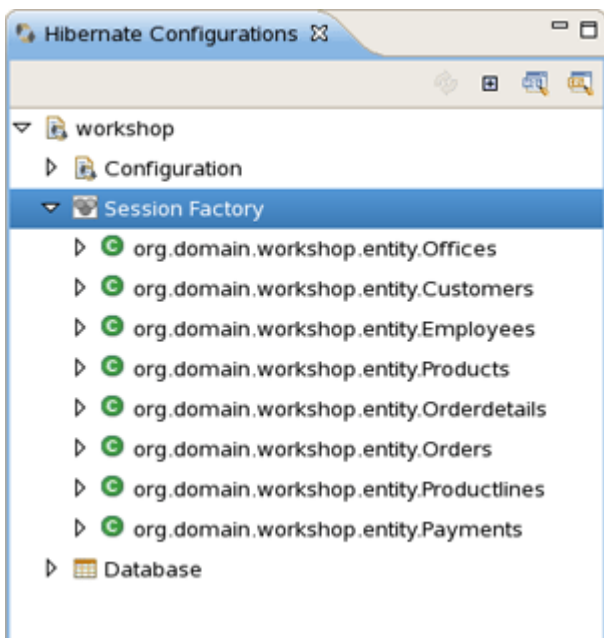 Hibernate Configurations
workshop
Configuration
Session Factory
org.domain.workshop.entity.Offices
org.domain.workshop.entity.Customers
org.domain.workshop.entity.Employees
org.domain.workshop.entity.Products
org.domain.workshop.entity.Orderdetails
org.domain.workshop.entity.Orders
org.domain.workshop.entity.Productlines
org.domain.workshop.entity.Payments
Database